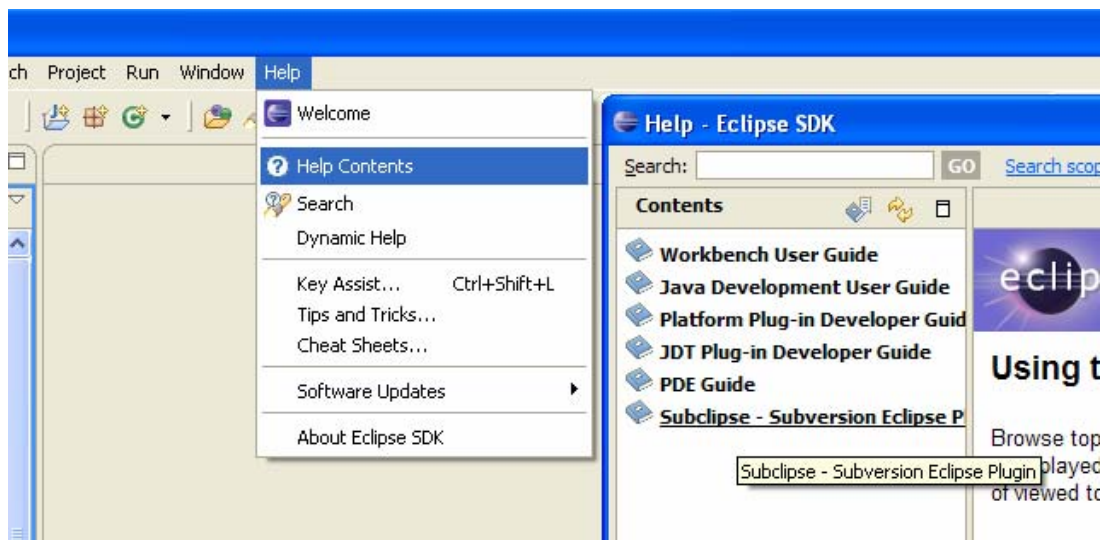 ch Project Run Window Help
Welcome
Help Contents
Search
Dynamic Help
Key Assist... Ctrl+Shift+L
Tips and Tricks...
Cheat Sheets...
Software Updates
About Eclipse SDK
Help - Eclipse SDK
Search: GO Search scop
Contents
Workbench User Guide
Java Development User Guide
Platform Plug-in Developer Guid
JDT Plug-in Developer Guide
PDE Guide
Subclipse - Subversion Eclipse P
Subclipse - Subversion Eclipse Plugin
eclip
Using t
Browse top
played
of viewed to